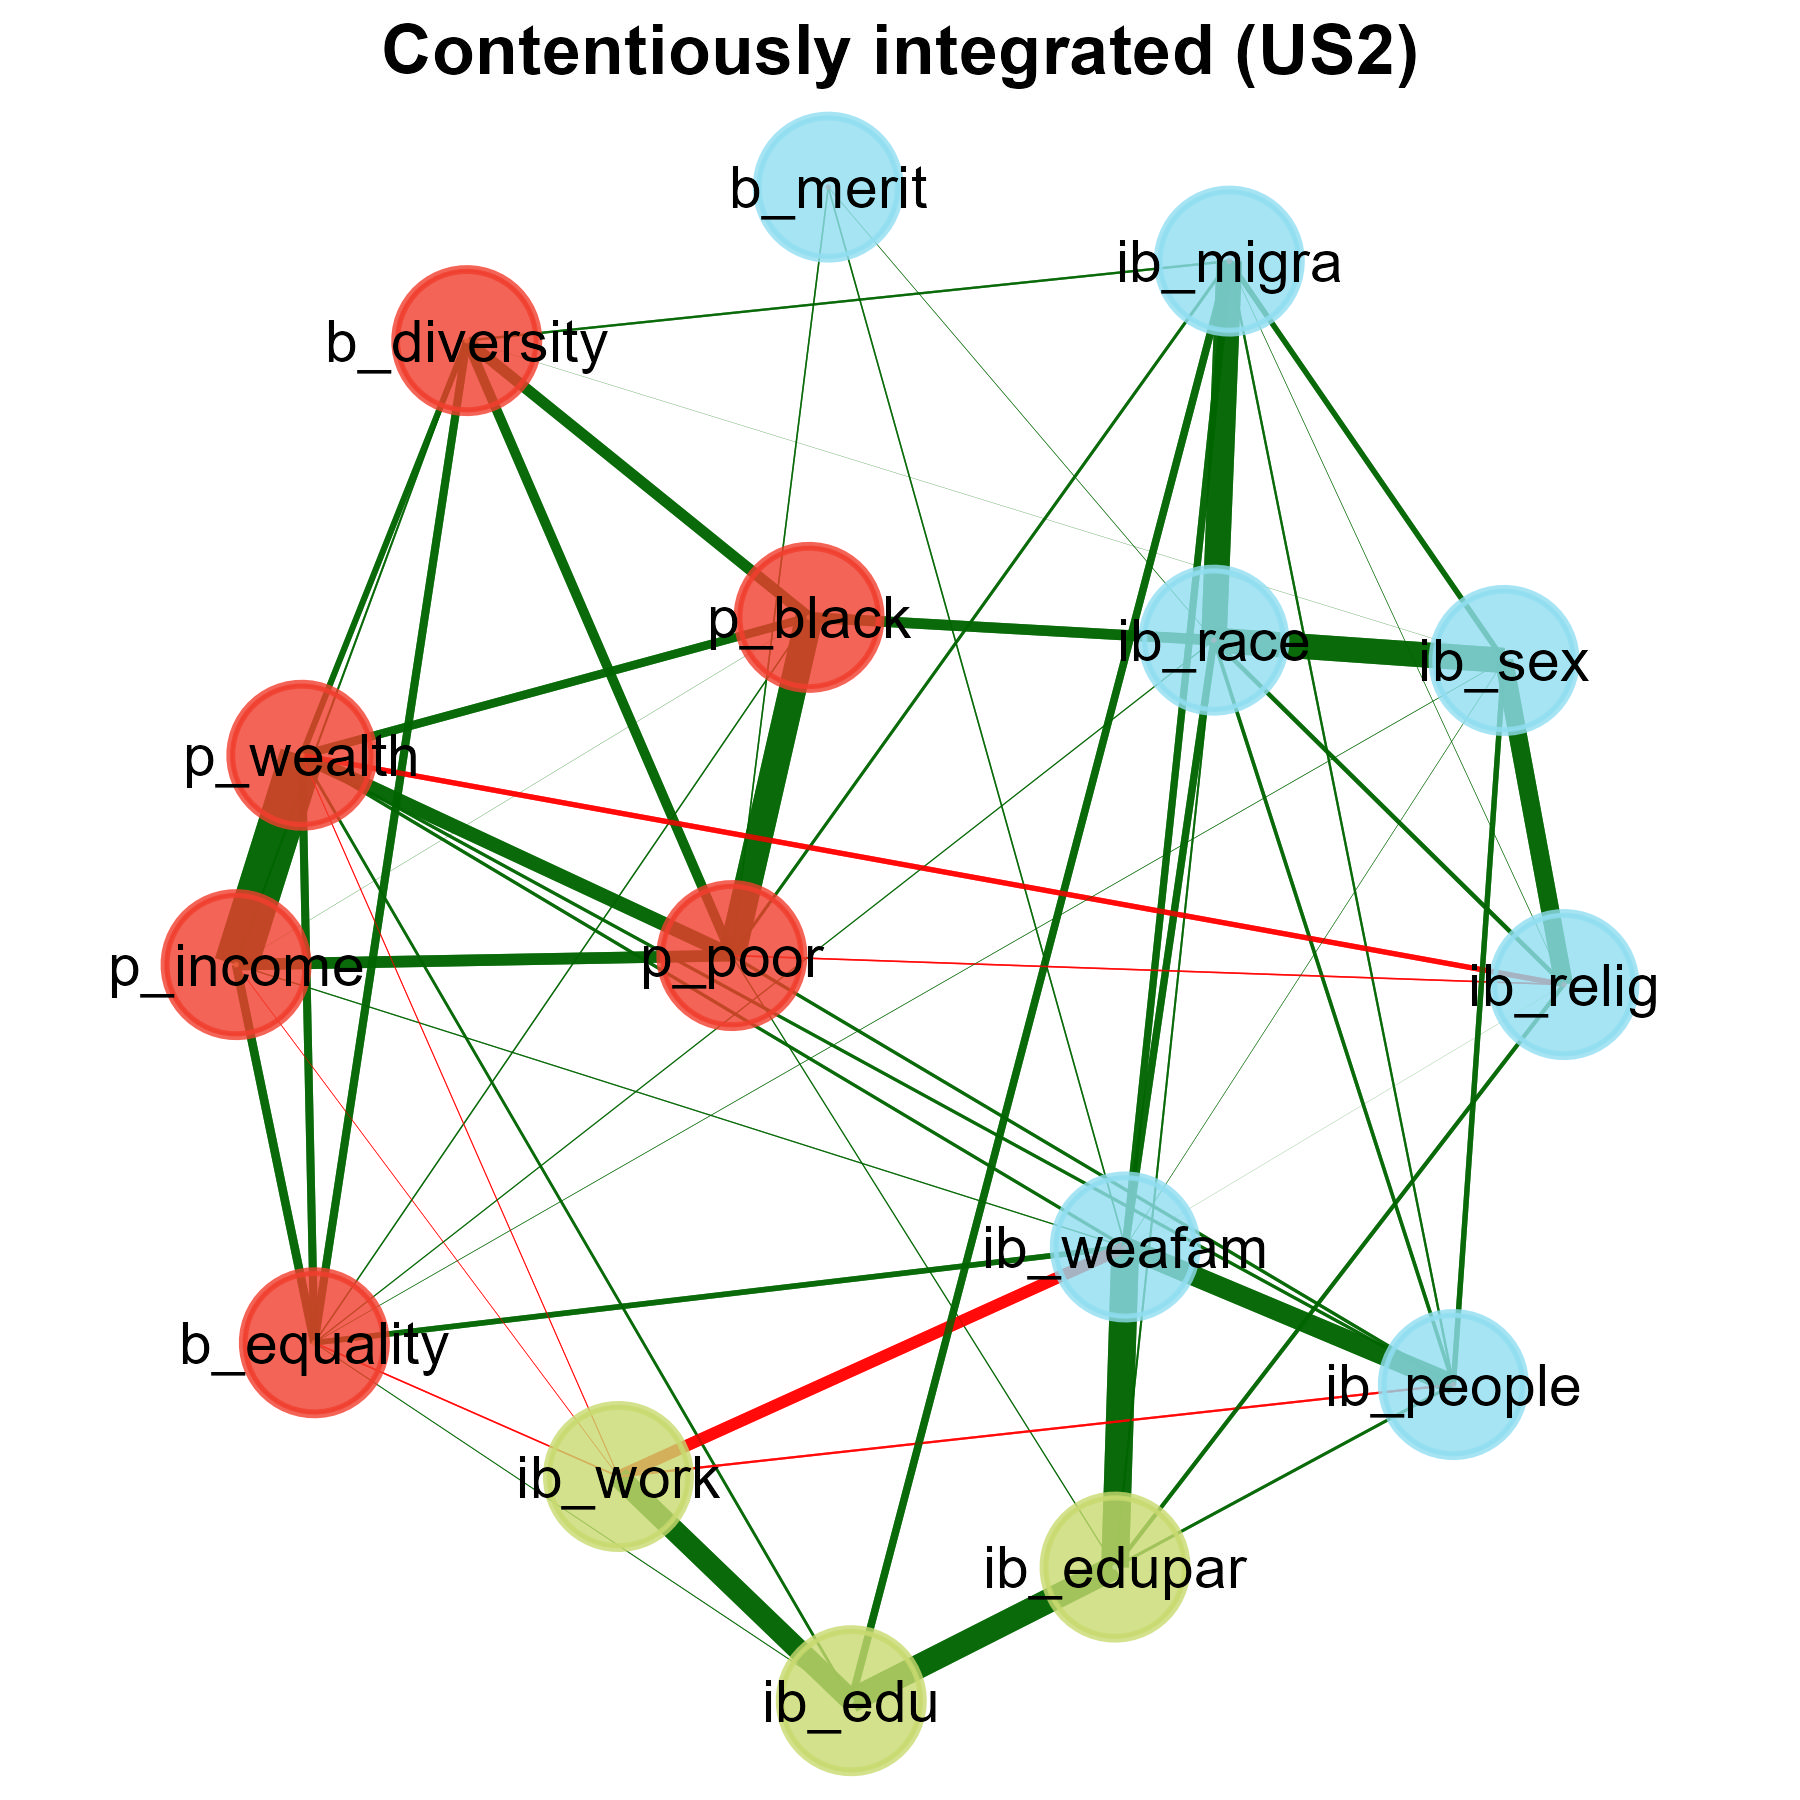 Contentiously integrated (US2)
b_merit
ib_migra
b_diversity
p_black
ib_race
ib_sex
p_wealth
p_income
p_poor
ib_relig
ib_weafam
b_equality
ib_people
ib_work
ib_edupar
ib_edu